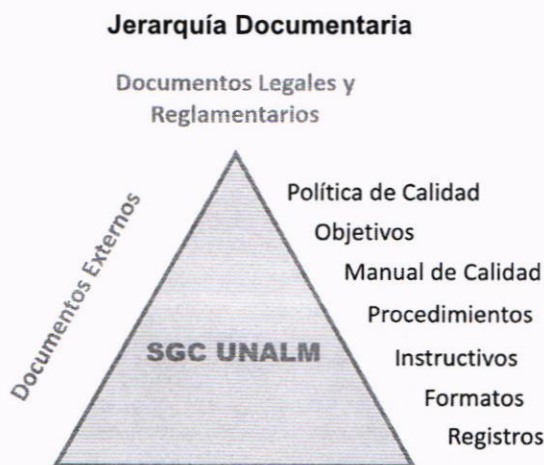 Jerarquía Documentaria
Documentos Legales y
Reglamentarios
Documentos Externos
Política de Calidad
Objetivos
Manual de Calidad
Procedimientos
Instructivos
Formatos
Registros
SGC UNALM